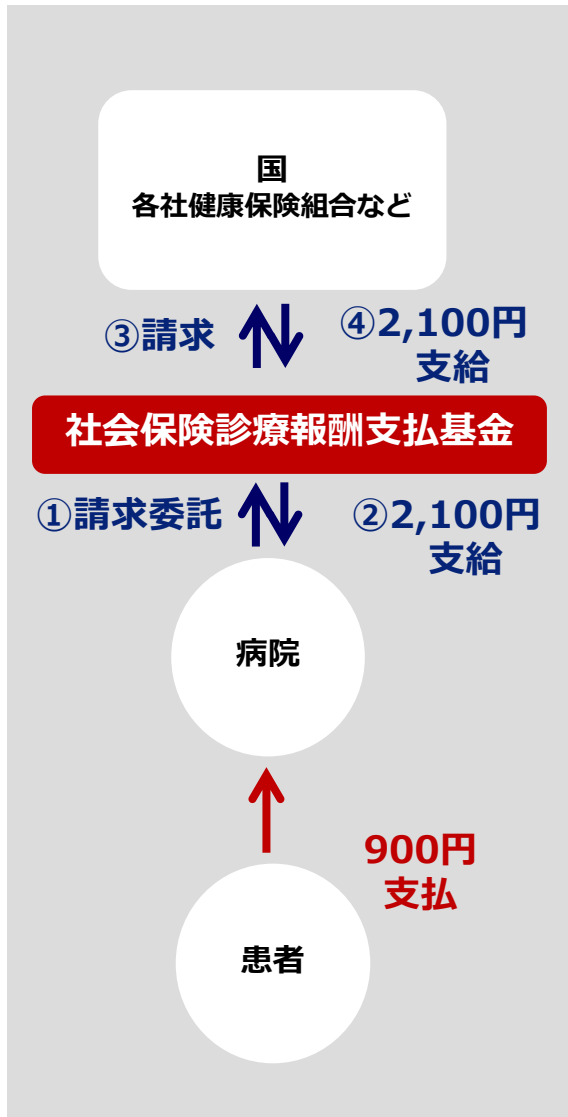 国
各社健康保険組合など
③請求
④2,100円
支給
社会保険診療報酬支払基金
①請求委託
②2,100円
支給
病院
900円
支払
患者